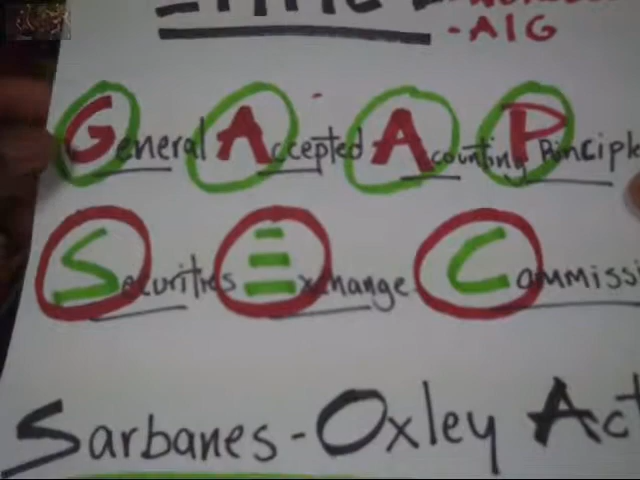 - AIG
General Accepted Acounting Principl
Securities Exchange Commissi
Sarbanes-Oxley Act